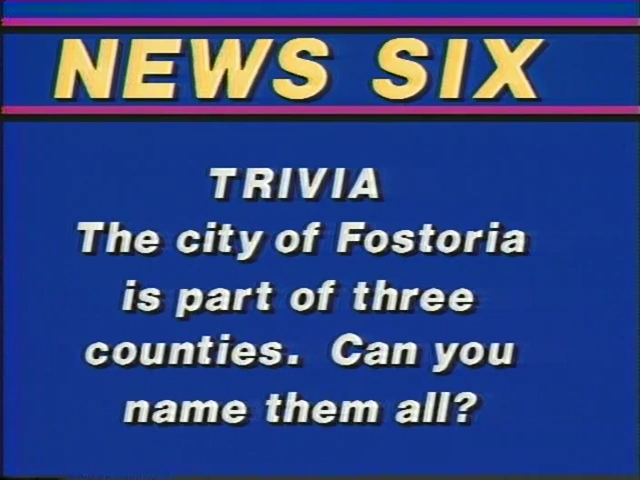 NEWS SIX
TRIVIA
The city of Fostoria
is part of three
counties. Can you
name them all?